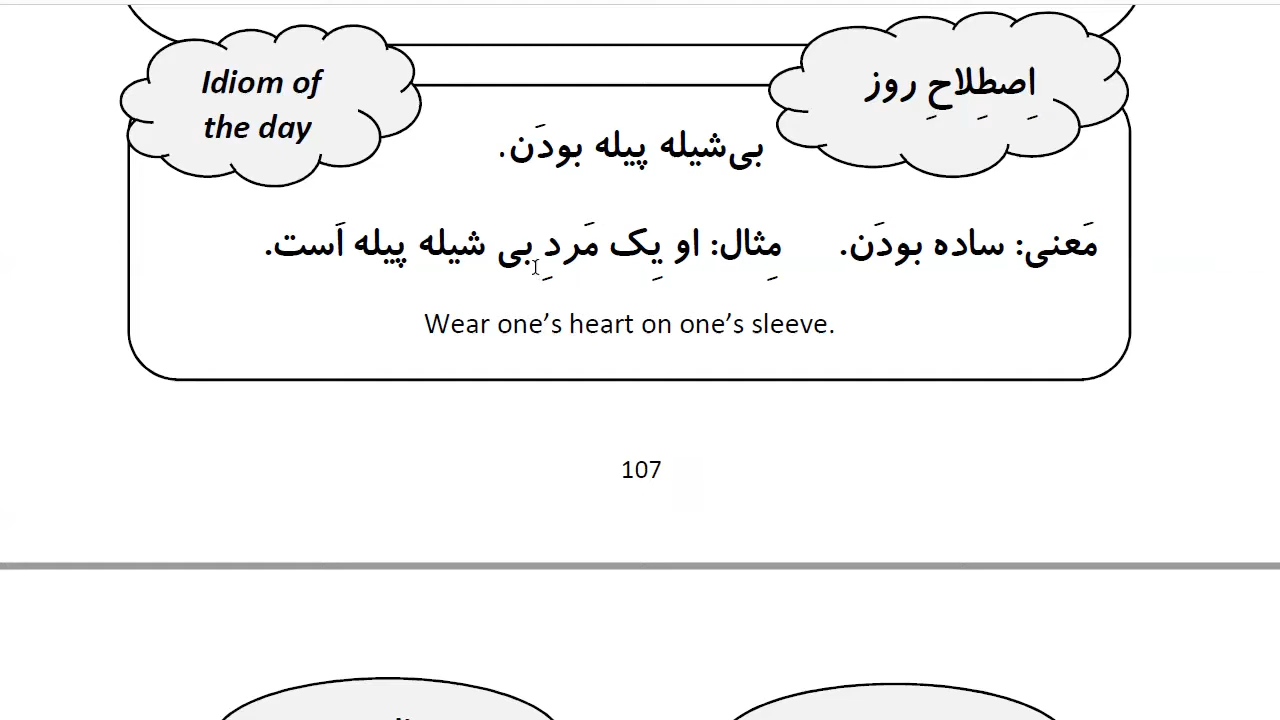 Idiom of
the day
اِصطِلاحِ روز
بی‌شیله پیله بودَن.
مَعنی: ساده بودَن. مِثال: او یِک مَردِ بی شیله پیله اَست.
Wear one’s heart on one’s sleeve.
107